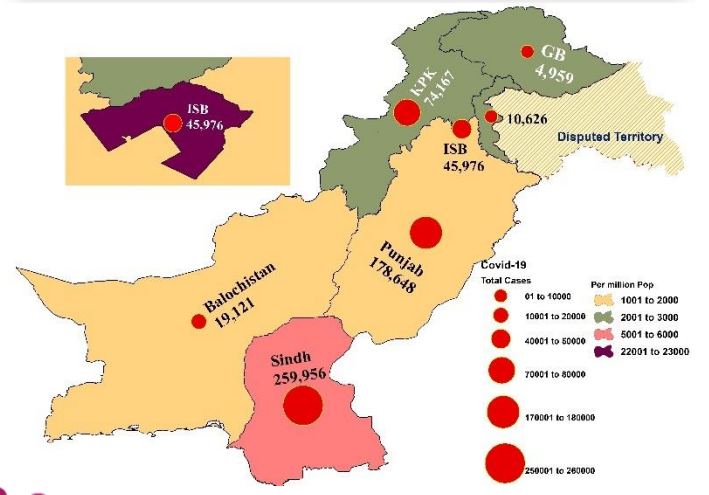 ISB
45,976
GB
4,959
KPK
74,167
10,626
Disputed Territory
ISB
45,976
Punjab
178,648
Balochistan
19,121
Sindh
259,956
Covid-19
Total Cases
01 to 10000
10001 to 20000
40001 to 50000
70001 to 80000
170001 to 180000
250001 to 260000
Per million Pop
1001 to 2000
2001 to 3000
5001 to 6000
22001 to 23000